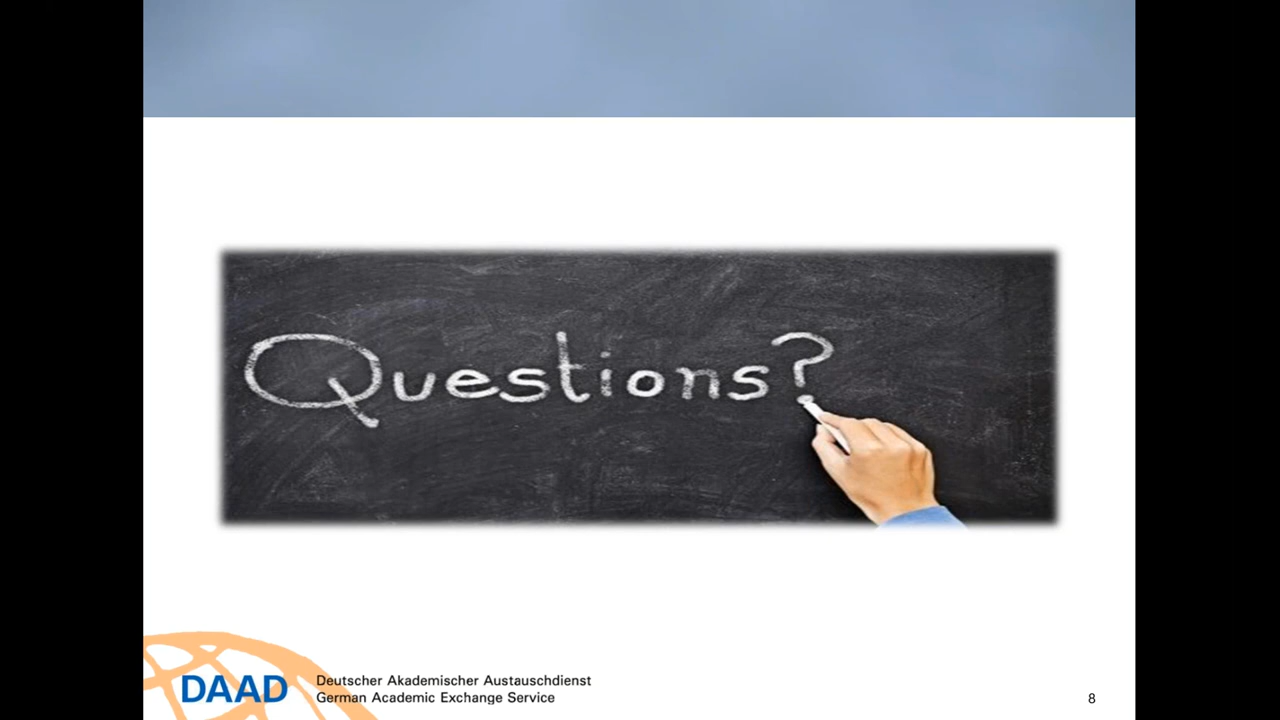 Questions?
DAAD
Deutscher Akademischer Austauschdienst
German Academic Exchange Service
8